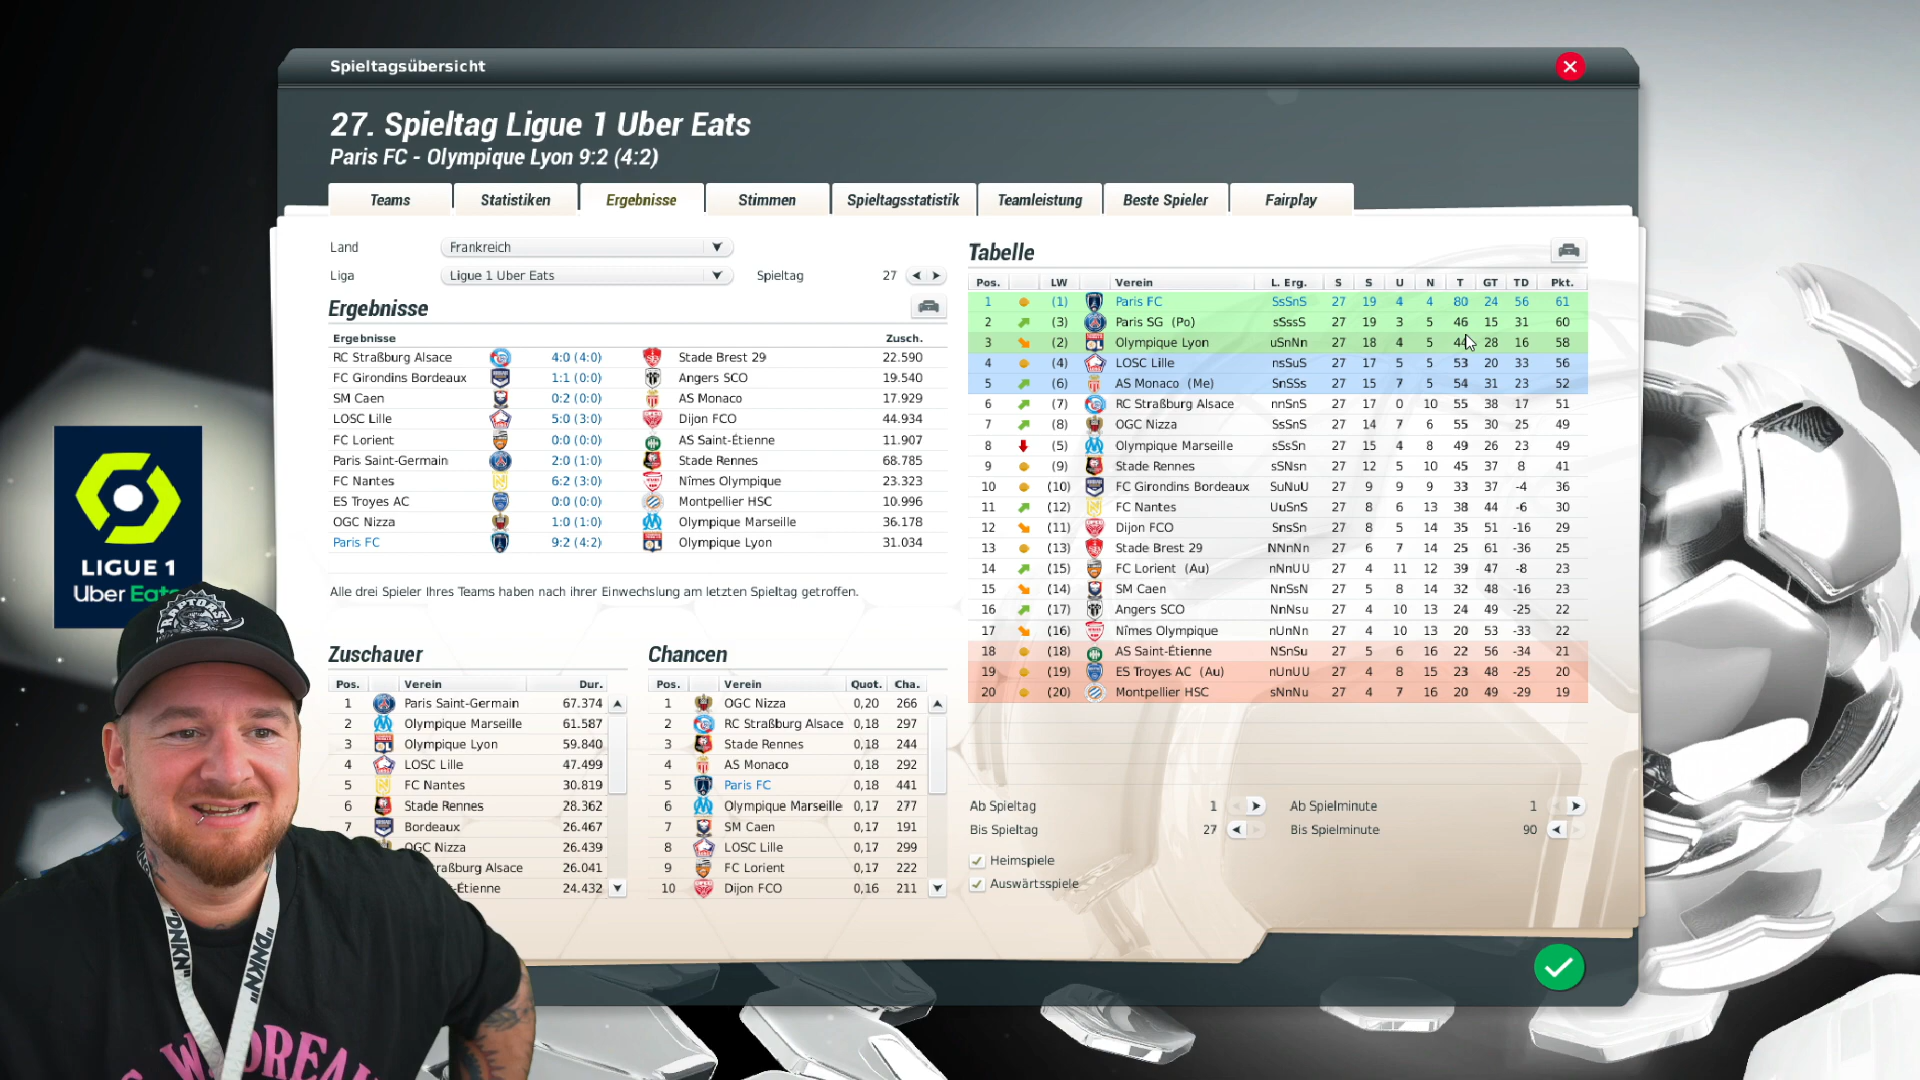 Spieltagsübersicht
27. Spieltag Ligue 1 Uber Eats
Paris FC - Olympique Lyon 9:2 (4:2)
Teams Statistiken Ergebnisse Stimmen Spieltagsstatistik Teamleistung Beste Spieler Fairplay
Land Frankreich
Liga Ligue 1 Uber Eats Spieltag 27
Ergebnisse
Ergebnisse Zusch.
RC Straßburg Alsace 4:0 (4:0) Stade Brest 29 22.590
FC Girondins Bordeaux 1:1 (0:0) Angers SCO 19.540
SM Caen 0:2 (0:0) AS Monaco 17.929
LOSC Lille 5:0 (3:0) Dijon FCO 44.934
FC Lorient 0:0 (0:0) AS Saint-Étienne 11.907
Paris Saint-Germain 2:0 (1:0) Stade Rennes 68.785
FC Nantes 6:2 (3:0) Nîmes Olympique 23.323
ES Troyes AC 0:0 (0:0) Montpellier HSC 10.996
OGC Nizza 1:0 (1:0) Olympique Marseille 36.178
Paris FC 9:2 (4:2) Olympique Lyon 31.034
Alle drei Spieler Ihres Teams haben nach ihrer Einwechslung am letzten Spieltag getroffen.
Zuschauer
Pos. Verein Dur.
1 Paris Saint-Germain 67.374
2 Olympique Marseille 61.587
3 Olympique Lyon 59.840
4 LOSC Lille 47.499
5 FC Nantes 30.819
6 Stade Rennes 28.362
7 Bordeaux 26.467
OGC Nizza 26.439
raßburg Alsace 26.041
-Étienne 24.432
Chancen
Pos. Verein Quot. Cha.
1 OGC Nizza 0,20 266
2 RC Straßburg Alsace 0,18 297
3 Stade Rennes 0,18 244
4 AS Monaco 0,18 292
5 Paris FC 0,18 441
6 Olympique Marseille 0,17 277
7 SM Caen 0,17 191
8 LOSC Lille 0,17 299
9 FC Lorient 0,17 222
10 Dijon FCO 0,16 211
Tabelle
Pos. LW Verein L. Erg. S S U N T GT TD Pkt.
1 (1) Paris FC SsSnS 27 19 4 4 80 24 56 61
2 (3) Paris SG (Po) sSssS 27 19 3 5 46 15 31 60
3 (2) Olympique Lyon uSnNn 27 18 4 5 44 28 16 58
4 (4) LOSC Lille nsSuS 27 17 5 5 53 20 33 56
5 (6) AS Monaco (Me) SnSSs 27 15 7 5 54 31 23 52
6 (7) RC Straßburg Alsace nnSnS 27 17 0 10 55 38 17 51
7 (8) OGC Nizza SsSnS 27 14 7 6 55 30 25 49
8 (5) Olympique Marseille sSsSn 27 15 4 8 49 26 23 49
9 (9) Stade Rennes sSNsn 27 12 5 10 45 37 8 41
10 (10) FC Girondins Bordeaux SuNuU 27 9 9 9 33 37 -4 36
11 (12) FC Nantes UuSnS 27 8 6 13 38 44 -6 30
12 (11) Dijon FCO SnsSn 27 8 5 14 35 51 -16 29
13 (13) Stade Brest 29 NNnNn 27 6 7 14 25 61 -36 25
14 (15) FC Lorient (Au) nNnUU 27 4 11 12 39 47 -8 23
15 (14) SM Caen NnSsN 27 5 8 14 32 48 -16 23
16 (17) Angers SCO NnNsu 27 4 10 13 24 49 -25 22
17 (16) Nîmes Olympique nUnNn 27 4 10 13 20 53 -33 22
18 (18) AS Saint-Étienne NSnSu 27 5 6 16 22 56 -34 21
19 (19) ES Troyes AC (Au) nUnUU 27 4 8 15 23 48 -25 20
20 (20) Montpellier HSC sNnNu 27 4 7 16 20 49 -29 19
Ab Spieltag 1 Ab Spielminute 1
Bis Spieltag 27 Bis Spielminute 90
Heimspiele
Auswärtsspiele
LIGUE 1
Uber Eats
RAPTORS
"DNKN"
"DNKN"